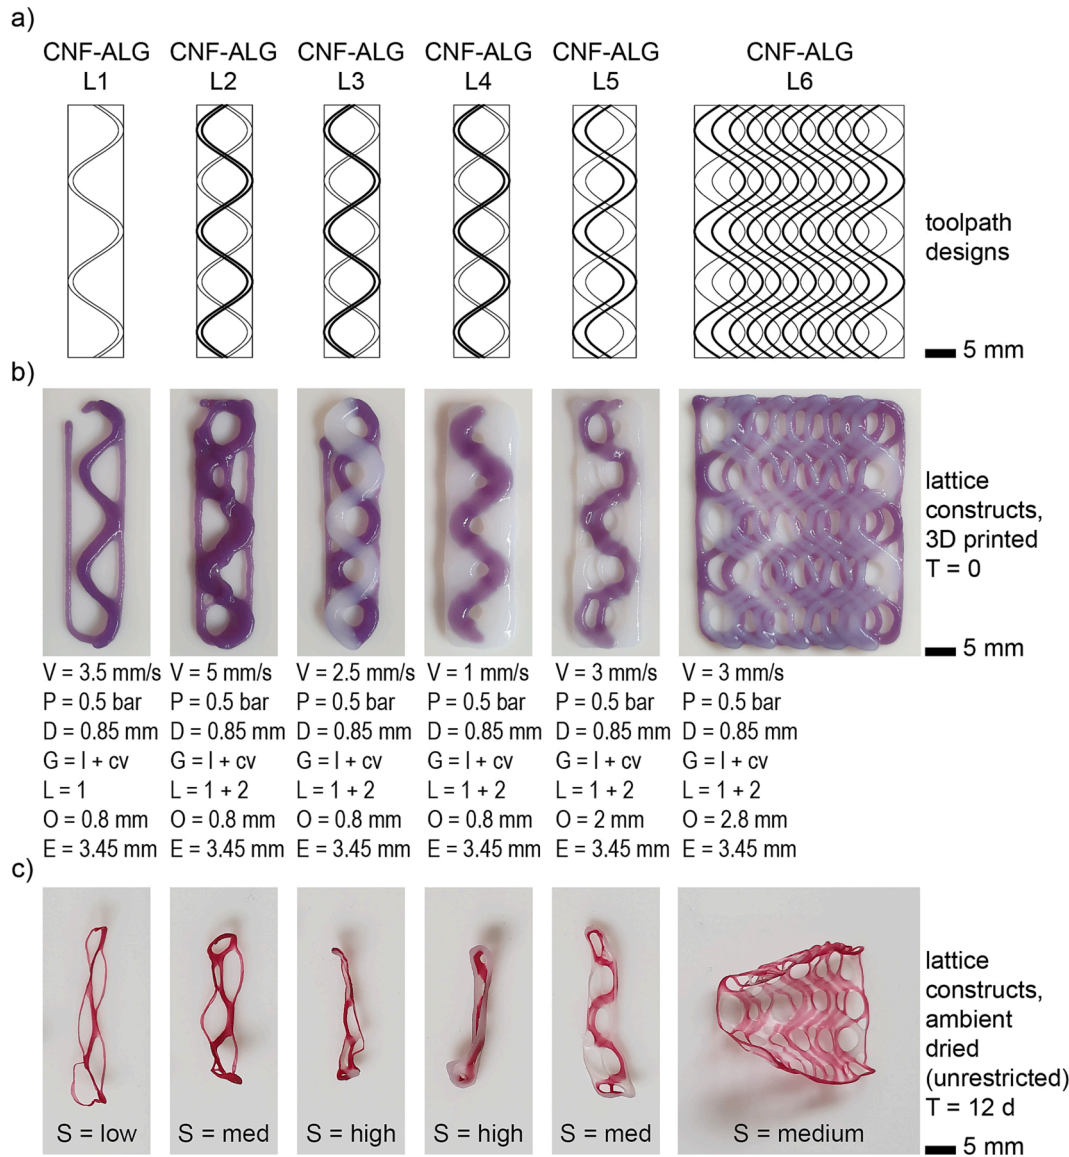 a)
CNF-ALG CNF-ALG CNF-ALG CNF-ALG CNF-ALG CNF-ALG
L1 L2 L3 L4 L5 L6
toolpath
designs
5 mm
b)
lattice
constructs,
3D printed
T = 0
5 mm
V = 3.5 mm/s V = 5 mm/s V = 2.5 mm/s V = 1 mm/s V = 3 mm/s V = 3 mm/s
P = 0.5 bar P = 0.5 bar P = 0.5 bar P = 0.5 bar P = 0.5 bar P = 0.5 bar
D = 0.85 mm D = 0.85 mm D = 0.85 mm D = 0.85 mm D = 0.85 mm D = 0.85 mm
G = I + cv G = I + cv G = I + cv G = I + cv G = I + cv G = I + cv
L = 1 L = 1 + 2 L = 1 + 2 L = 1 + 2 L = 1 + 2 L = 1 + 2
O = 0.8 mm O = 0.8 mm O = 0.8 mm O = 0.8 mm O = 2 mm O = 2.8 mm
E = 3.45 mm E = 3.45 mm E = 3.45 mm E = 3.45 mm E = 3.45 mm E = 3.45 mm
c)
lattice
constructs,
ambient
dried
(unrestricted)
T = 12 d
S = low S = med S = high S = high S = med S = medium
5 mm